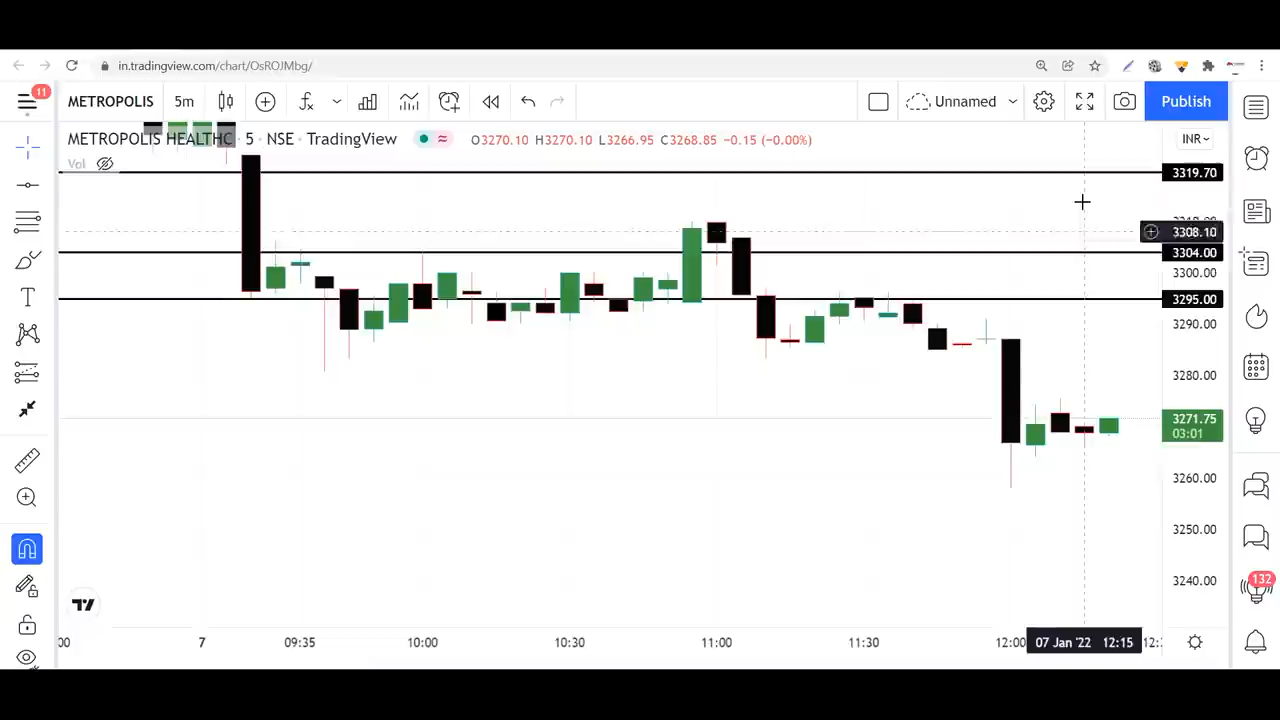 in.tradingview.com/chart/OsROJMbg/
11
METROPOLIS 5m Unnamed Publish
METROPOLIS HEALTHC · 5 · NSE · TradingView O3270.10 H3270.10 L3266.95 C3268.85 −0.15 (−0.00%) INR
Vol
3319.70
3308.10
3304.00
3300.00
3295.00
3290.00
3280.00
3271.75
03:01
3260.00
3250.00
3240.00
132
7 09:35 10:00 10:30 11:00 11:30 12:00 07 Jan '22 12:15